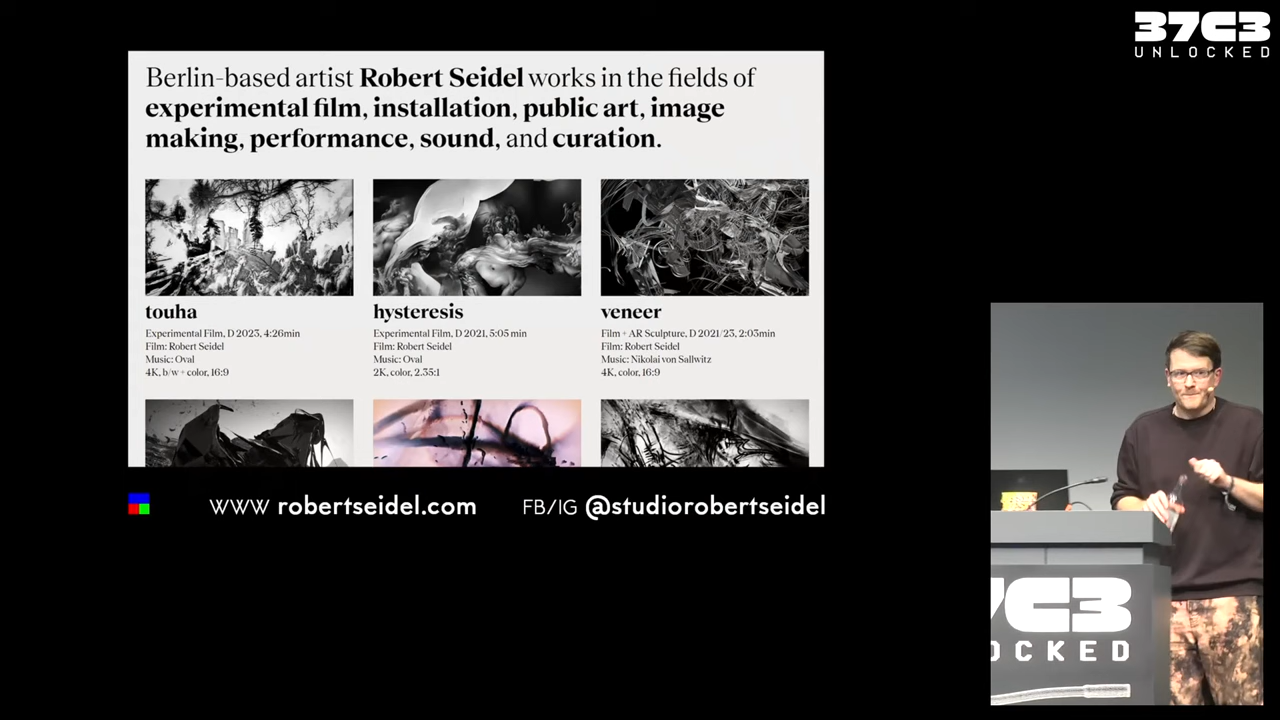 37C3
UNLOCKED
Berlin-based artist Robert Seidel works in the fields of
experimental film, installation, public art, image
making, performance, sound, and curation.
touha
Experimental Film, D 2023, 4:26min
Film: Robert Seidel
Music: Oval
4K, b/w + color, 16:9
hysteresis
Experimental Film, D 2021, 5:05 min
Film: Robert Seidel
Music: Oval
2K, color, 2.35:1
veneer
Film + AR Sculpture, D 2021/23, 2:03min
Film: Robert Seidel
Music: Nikolai von Sallwitz
4K, color, 16:9
WWW robertseidel.com
FB/IG @studiorobertseidel
7C3
OCKED